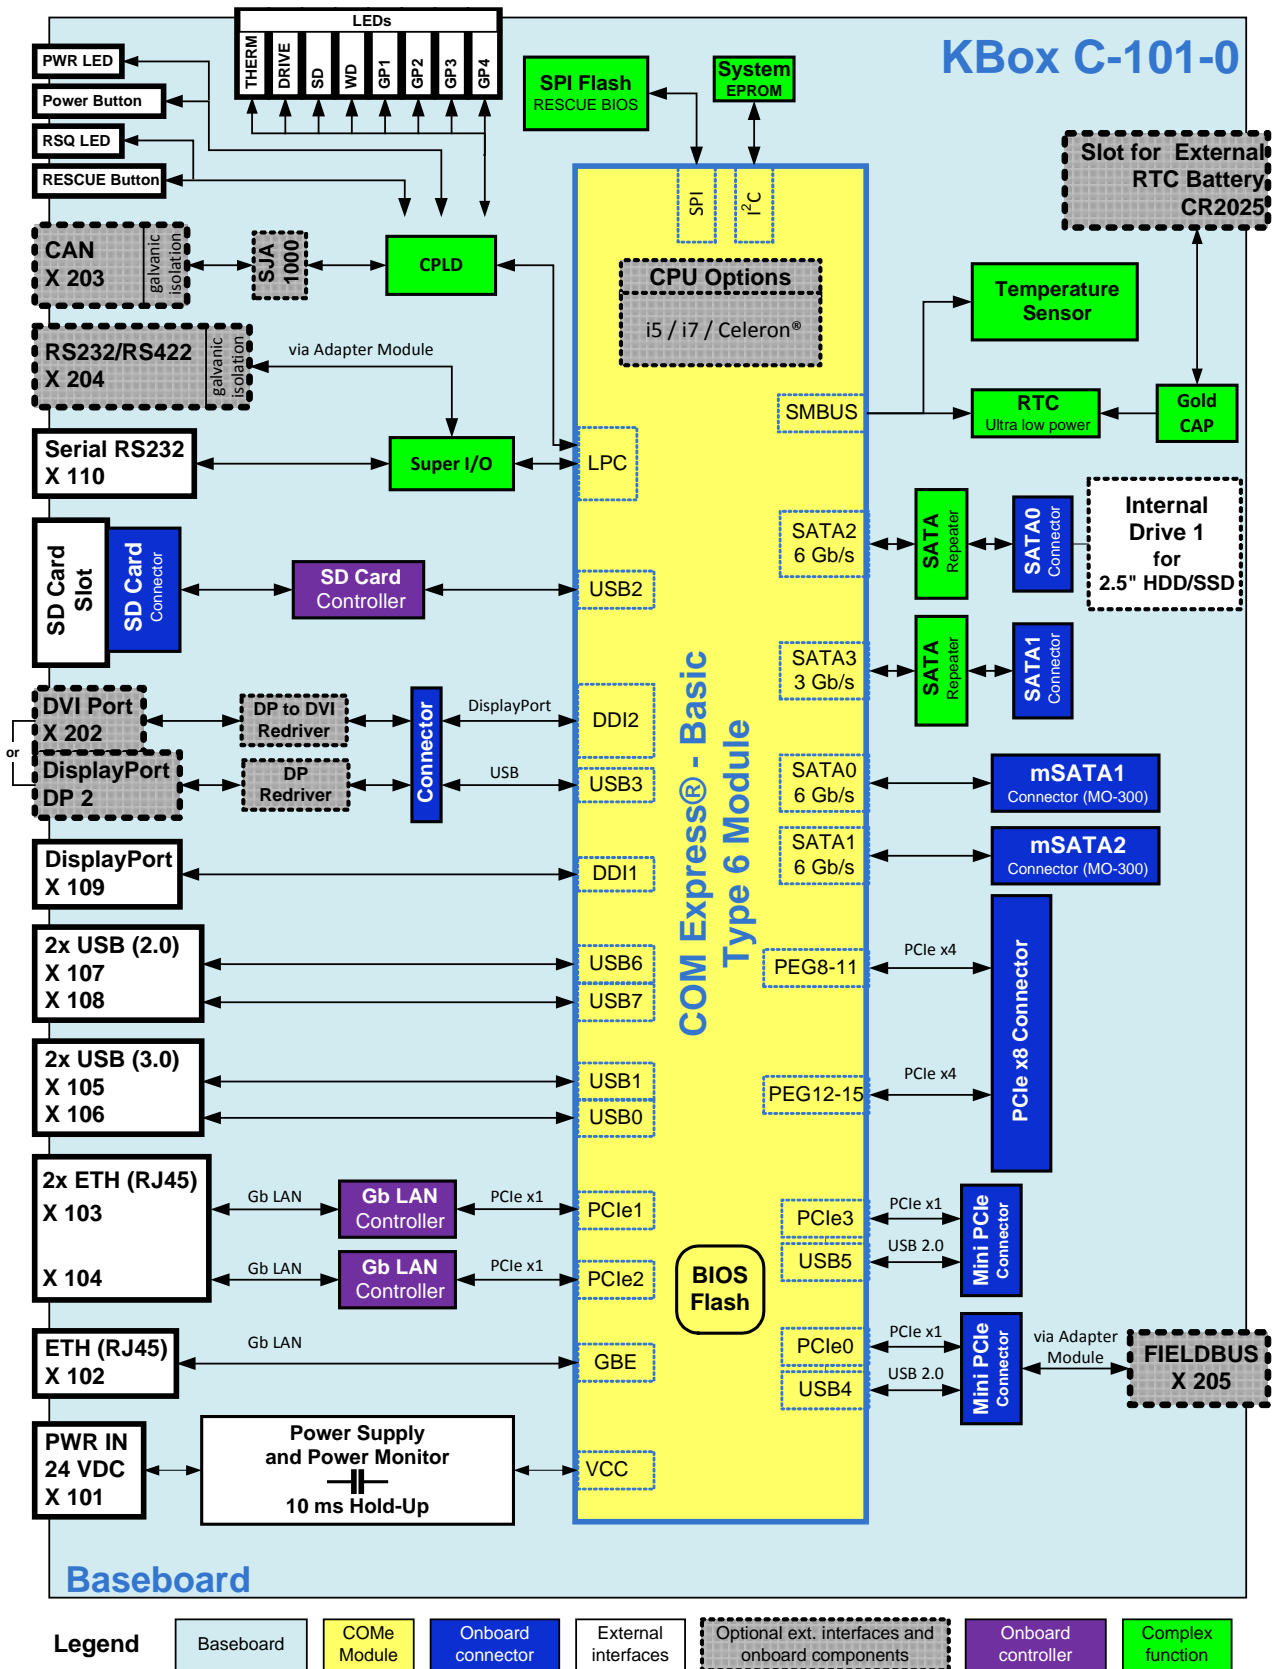 KBox C-101-0
LEDs
THERM
DRIVE
SD
WD
GP1
GP2
GP3
GP4
PWR LED
Power Button
RSQ LED
RESCUE Button
SPI Flash
RESCUE BIOS
System
EPROM
Slot for External
RTC Battery
CR2025
SPI
I²C
CAN
X 203
galvanic
isolation
SJA
1000
CPLD
CPU Options
i5 / i7 / Celeron®
Temperature
Sensor
RS232/RS422
X 204
galvanic
isolation
via Adapter Module
SMBUS
RTC
Ultra low power
Gold
CAP
Serial RS232
X 110
Super I/O
LPC
SATA2
6 Gb/s
SATA
Repeater
SATA0
Connector
Internal
Drive 1
for
2.5" HDD/SSD
SD Card
Slot
SD Card
Connector
SD Card
Controller
USB2
SATA3
3 Gb/s
SATA
Repeater
SATA1
Connector
COM Express® - Basic
Type 6 Module
or
DVI Port
X 202
DP to DVI
Redriver
Connector
DisplayPort
DDI2
DisplayPort
DP 2
DP
Redriver
USB
USB3
SATA0
6 Gb/s
mSATA1
Connector (MO-300)
SATA1
6 Gb/s
mSATA2
Connector (MO-300)
DisplayPort
X 109
DDI1
2x USB (2.0)
X 107
X 108
USB6
USB7
PEG8-11
PCIe x4
PCIe x8 Connector
2x USB (3.0)
X 105
X 106
USB1
USB0
PEG12-15
PCIe x4
2x ETH (RJ45)
X 103
X 104
Gb LAN
Gb LAN
Controller
PCIe x1
PCIe1
Gb LAN
Gb LAN
Controller
PCIe x1
PCIe2
BIOS
Flash
PCIe3
PCIe x1
USB5
USB 2.0
Mini PCIe
Connector
ETH (RJ45)
X 102
Gb LAN
GBE
PCIe0
PCIe x1
USB4
USB 2.0
Mini PCIe
Connector
via Adapter
Module
FIELDBUS
X 205
PWR IN
24 VDC
X 101
Power Supply
and Power Monitor
10 ms Hold-Up
VCC
Baseboard
Legend
Baseboard
COMe
Module
Onboard
connector
External
interfaces
Optional ext. interfaces and
onboard components
Onboard
controller
Complex
function